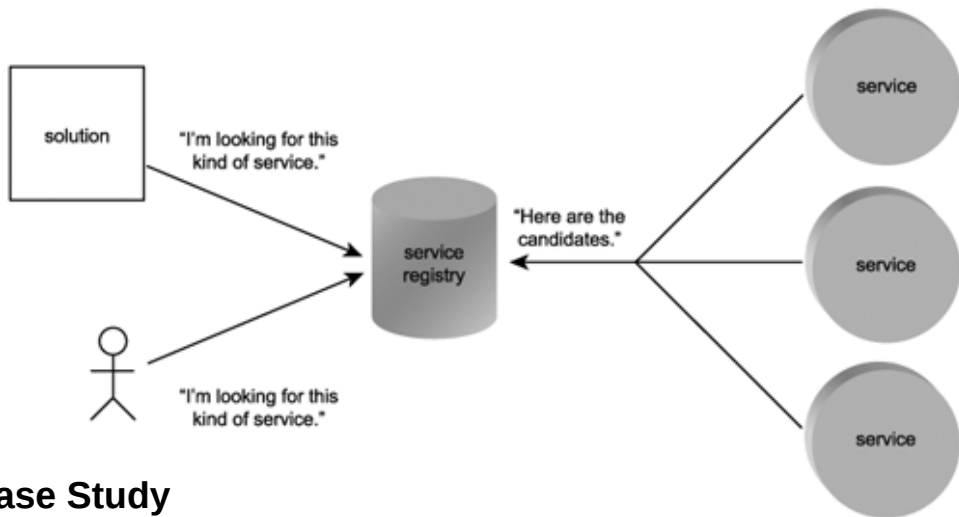 service
solution
"I'm looking for this
kind of service."
"Here are the
candidates."
service
registry
service
"I'm looking for this
kind of service."
service
ase Study